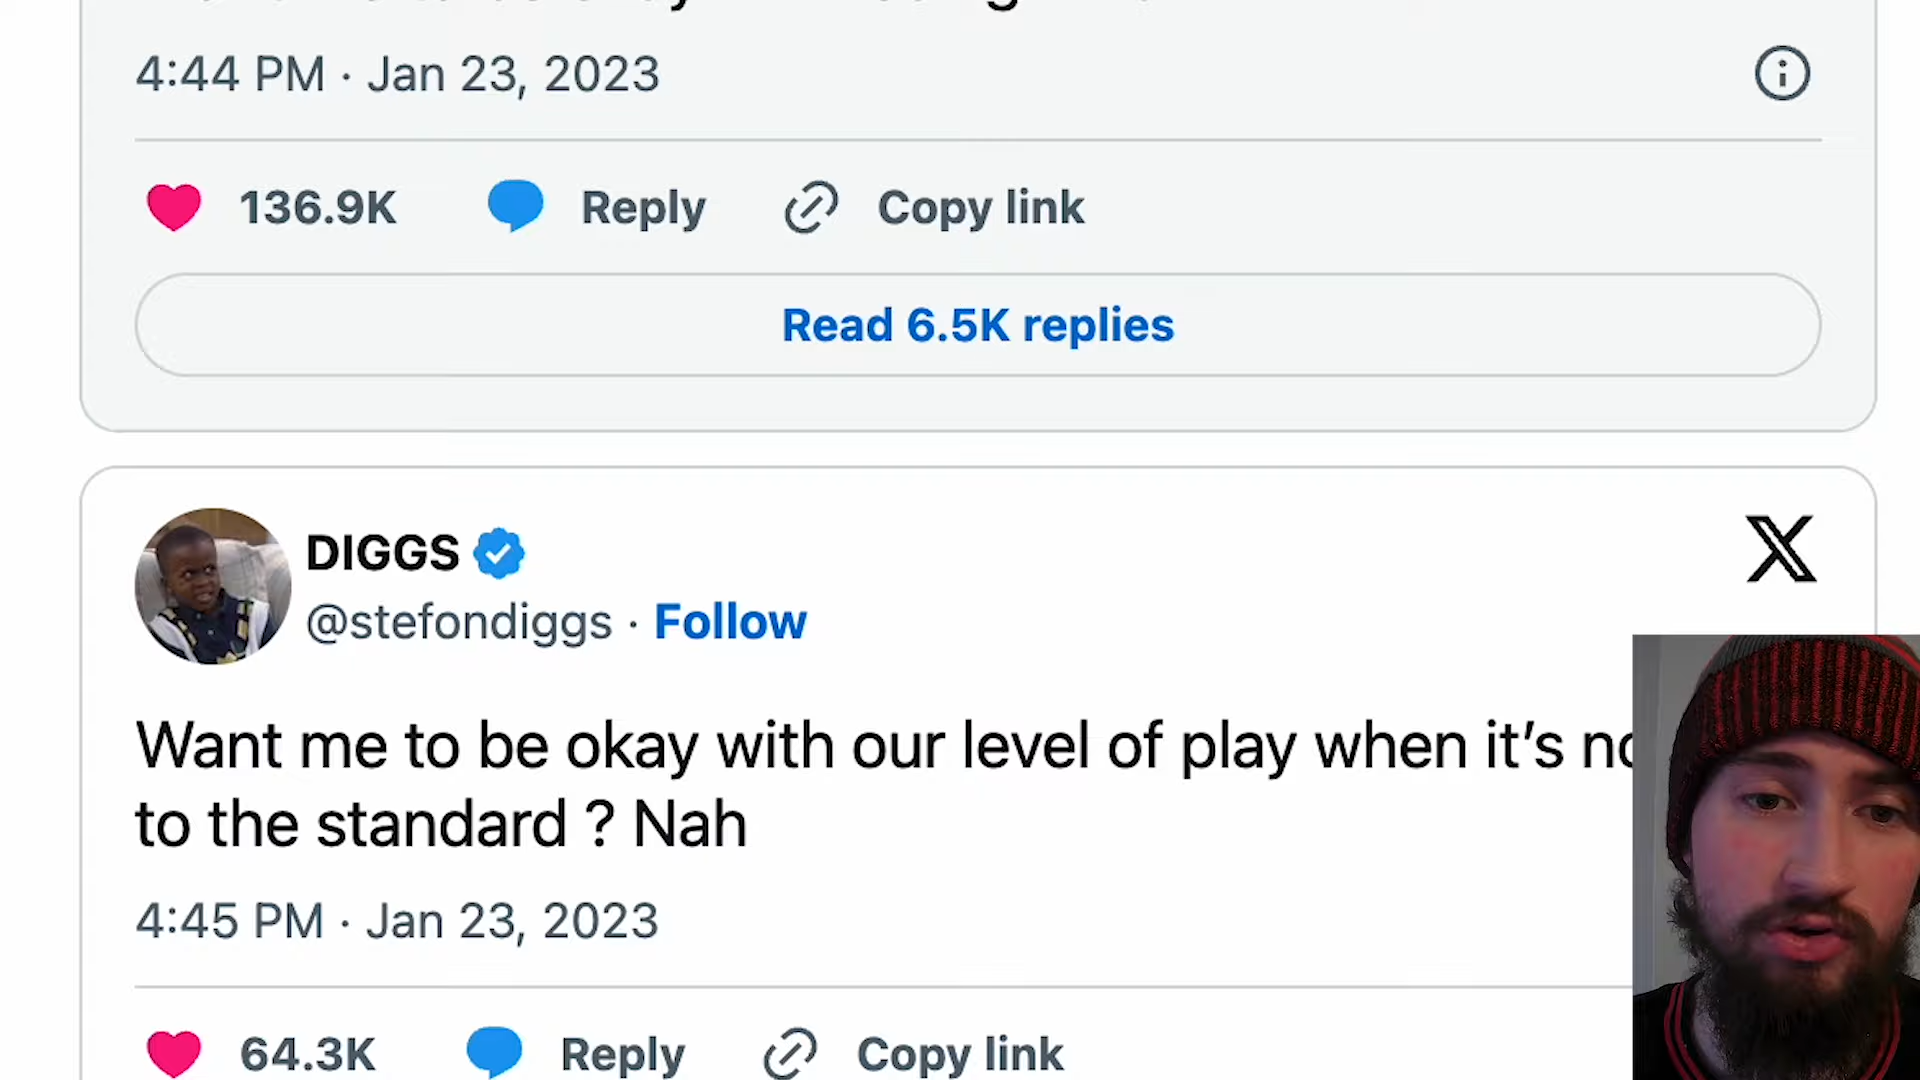 4:44 PM · Jan 23, 2023
136.9K Reply Copy link
Read 6.5K replies
DIGGS
@stefondiggs · Follow
Want me to be okay with our level of play when it’s
to the standard ? Nah
4:45 PM · Jan 23, 2023
64.3K Reply Copy link